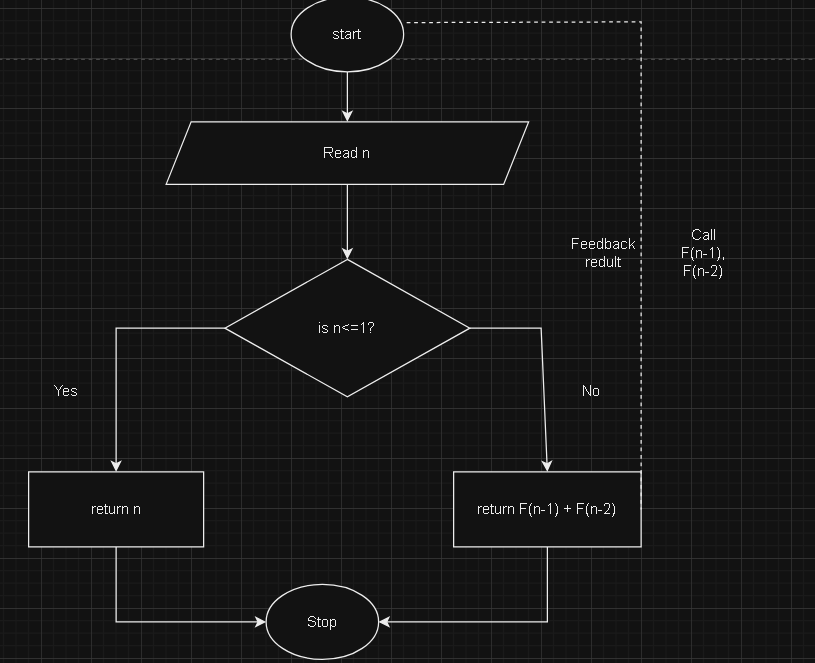 start
Read n
Feedback
redult
Call
F(n-1),
F(n-2)
is n<=1?
Yes
No
return n
return F(n-1) + F(n-2)
Stop